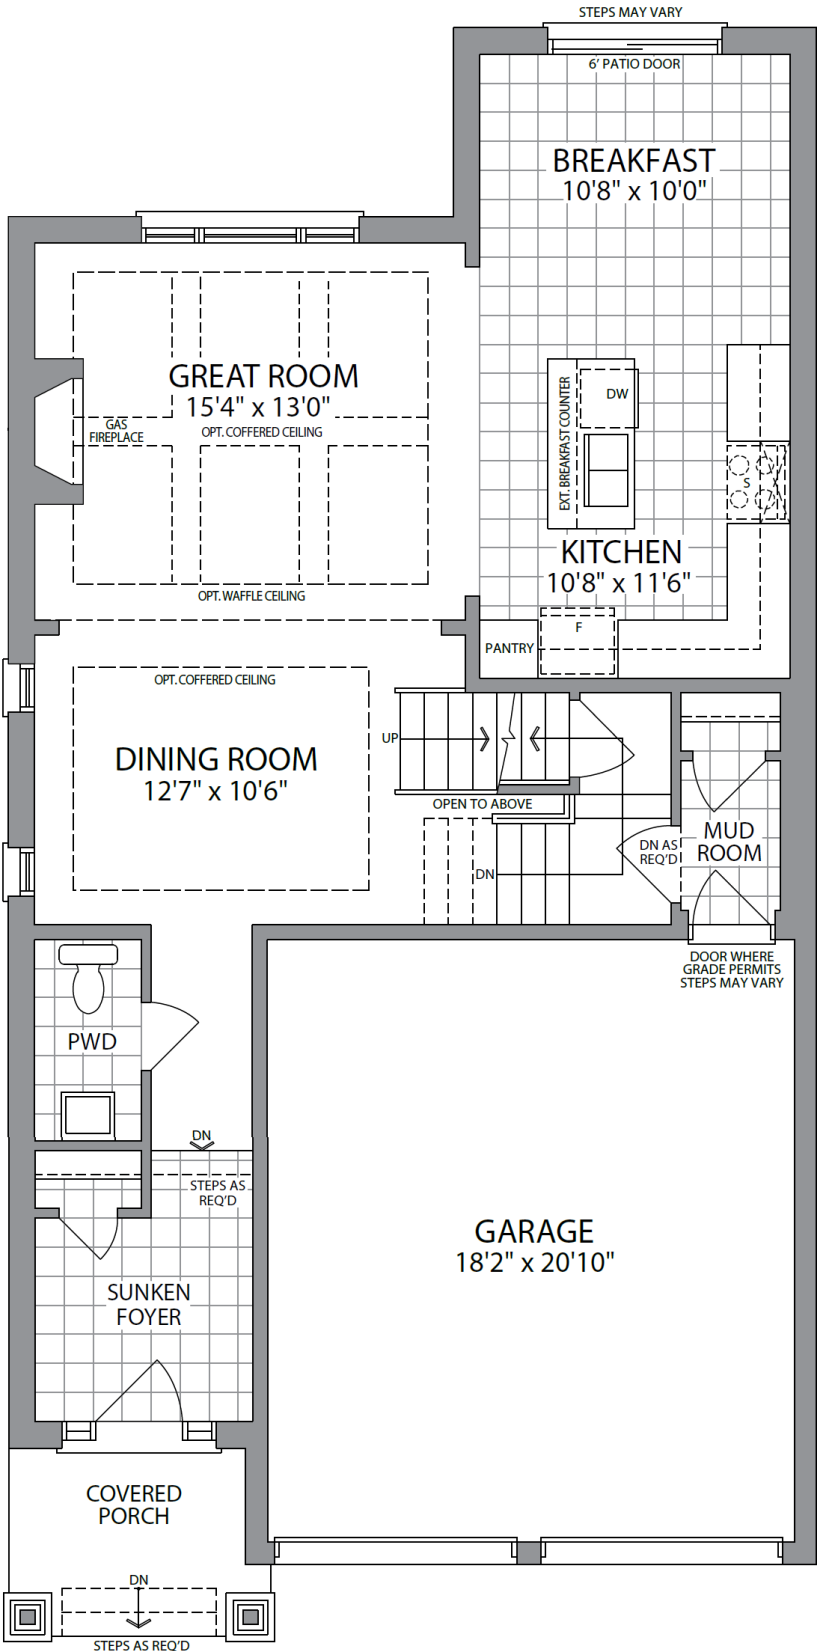 STEPS MAY VARY
6' PATIO DOOR
BREAKFAST
10'8" x 10'0"
GREAT ROOM
15'4" x 13'0"
OPT. COFFERED CEILING
GAS
FIREPLACE
OPT. WAFFLE CEILING
DW
EXT. BREAKFAST COUNTER
S
KITCHEN
10'8" x 11'6"
F
PANTRY
OPT. COFFERED CEILING
DINING ROOM
12'7" x 10'6"
UP
OPEN TO ABOVE
DN
DN AS
REQ'D
MUD
ROOM
DOOR WHERE
GRADE PERMITS
STEPS MAY VARY
PWD
DN
STEPS AS
REQ'D
SUNKEN
FOYER
GARAGE
18'2" x 20'10"
COVERED
PORCH
DN
STEPS AS REQ'D